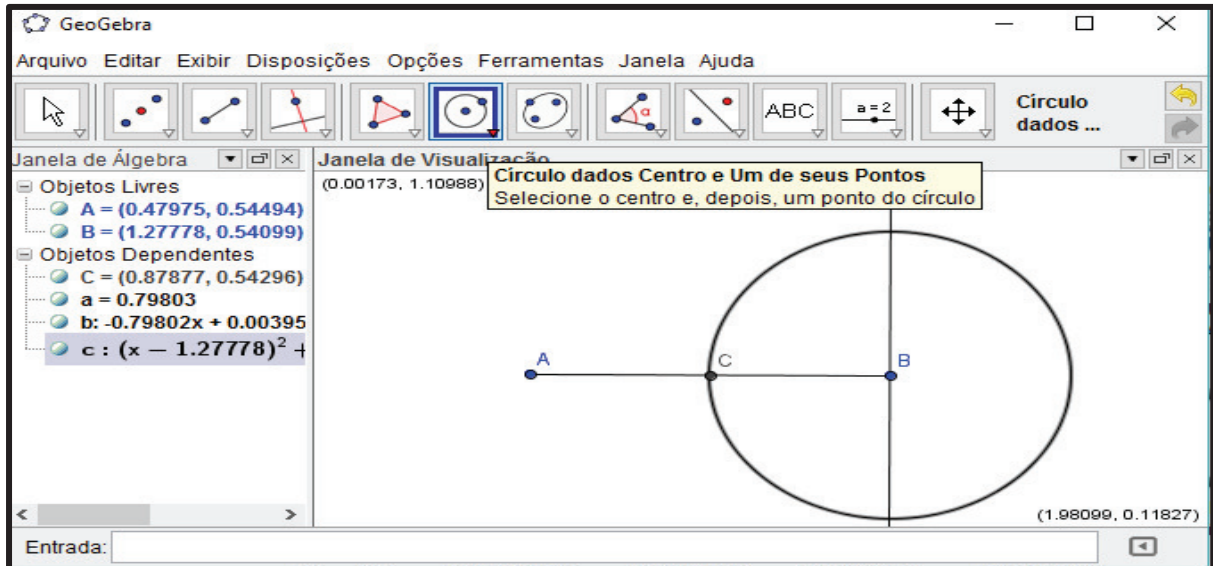 GeoGebra
Arquivo Editar Exibir Disposições Opções Ferramentas Janela Ajuda
α ABC a = 2 Círculo
dados ...
Janela de Álgebra Janela de Visualização
Objetos Livres (0.00173, 1.10988) Círculo dados Centro e Um de seus Pontos
A = (0.47975, 0.54494) Selecione o centro e, depois, um ponto do círculo
B = (1.27778, 0.54099)
Objetos Dependentes
C = (0.87877, 0.54296)
a = 0.79803
b: -0.79802x + 0.00395
c : (x − 1.27778)² +
A C B
(1.98099, 0.11827)
Entrada: